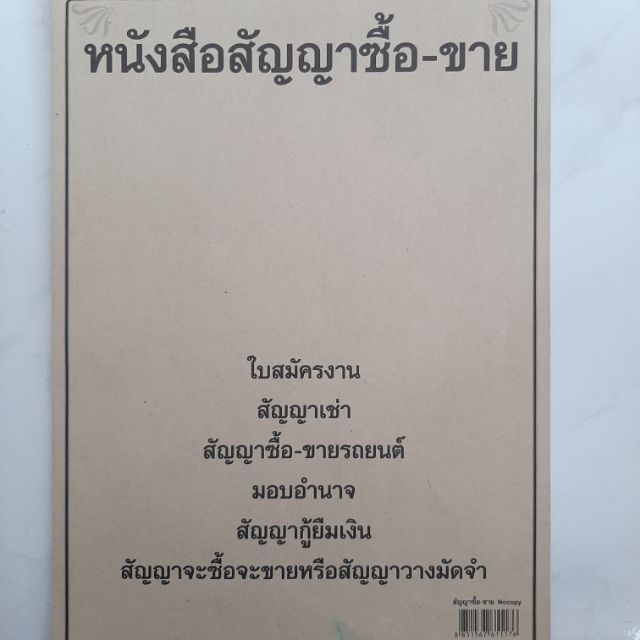 หนังสือสัญญาซื้อ-ขาย
ใบสมัครงาน
สัญญาเช่า
สัญญาซื้อ-ขายรถยนต์
มอบอำนาจ
สัญญากู้ยืมเงิน
สัญญาจะซื้อจะขายหรือสัญญาวางมัดจำ
สัญญาซื้อ-ขาย Nocopy